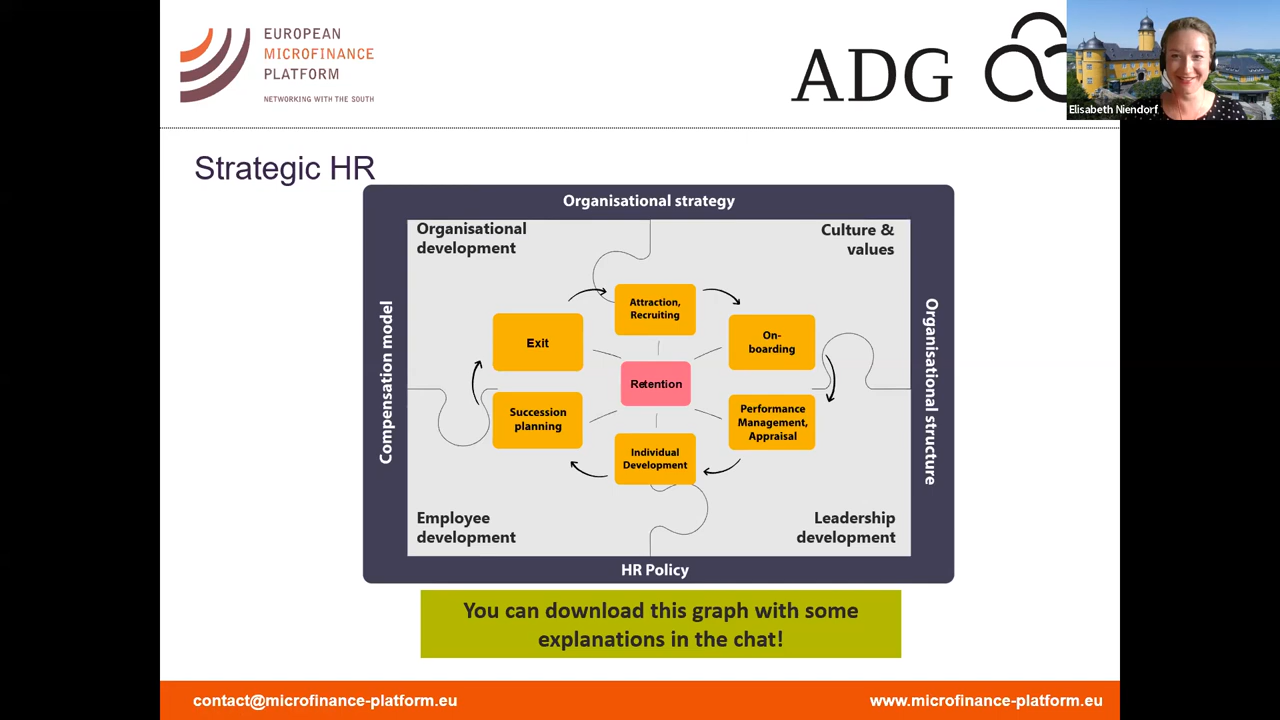 EUROPEAN
MICROFINANCE
PLATFORM
NETWORKING WITH THE SOUTH
ADG
Elisabeth Niendorf
Strategic HR
Organisational strategy
Organisational
development
Culture &
values
Compensation model
Organisational structure
Attraction,
Recruiting
On-
boarding
Exit
Retention
Succession
planning
Performance
Management,
Appraisal
Individual
Development
Employee
development
Leadership
development
HR Policy
You can download this graph with some
explanations in the chat!
contact@microfinance-platform.eu
www.microfinance-platform.eu